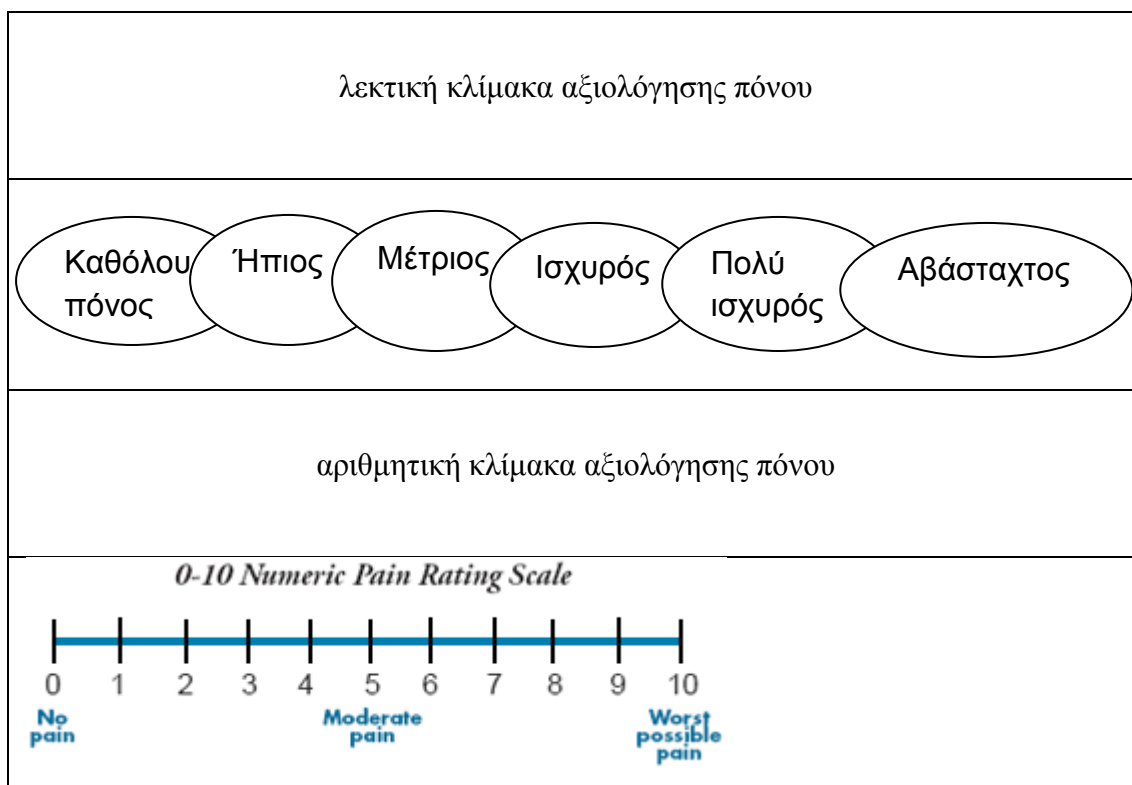 λεκτική κλίμακα αξιολόγησης πόνου
Καθόλου πόνος
Ήπιος
Μέτριος
Ισχυρός
Πολύ ισχυρός
Αβάσταχτος
αριθμητική κλίμακα αξιολόγησης πόνου
0-10 Numeric Pain Rating Scale
0 1 2 3 4 5 6 7 8 9 10
No pain
Moderate pain
Worst possible pain